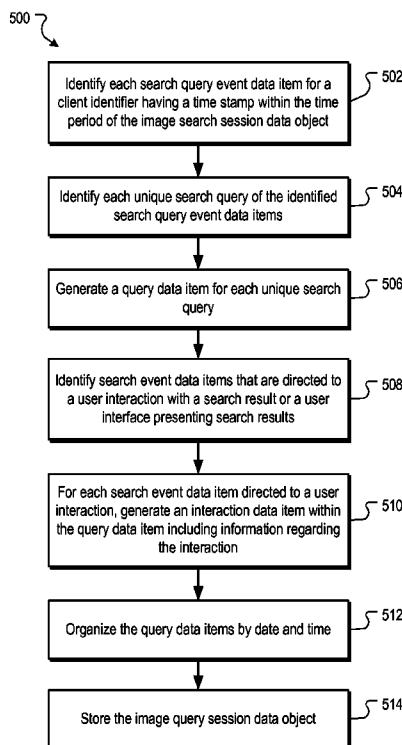 500
Identify each search query event data item for a
client identifier having a time stamp within the time
period of the image search session data object
502
Identify each unique search query of the identified
search query event data items
504
Generate a query data item for each unique search
query
506
Identify search event data items that are directed to
a user interaction with a search result or a user
interface presenting search results
508
For each search event data item directed to a user
interaction, generate an interaction data item within
the query data item including information regarding
the interaction
510
Organize the query data items by date and time
512
Store the image query session data object
514